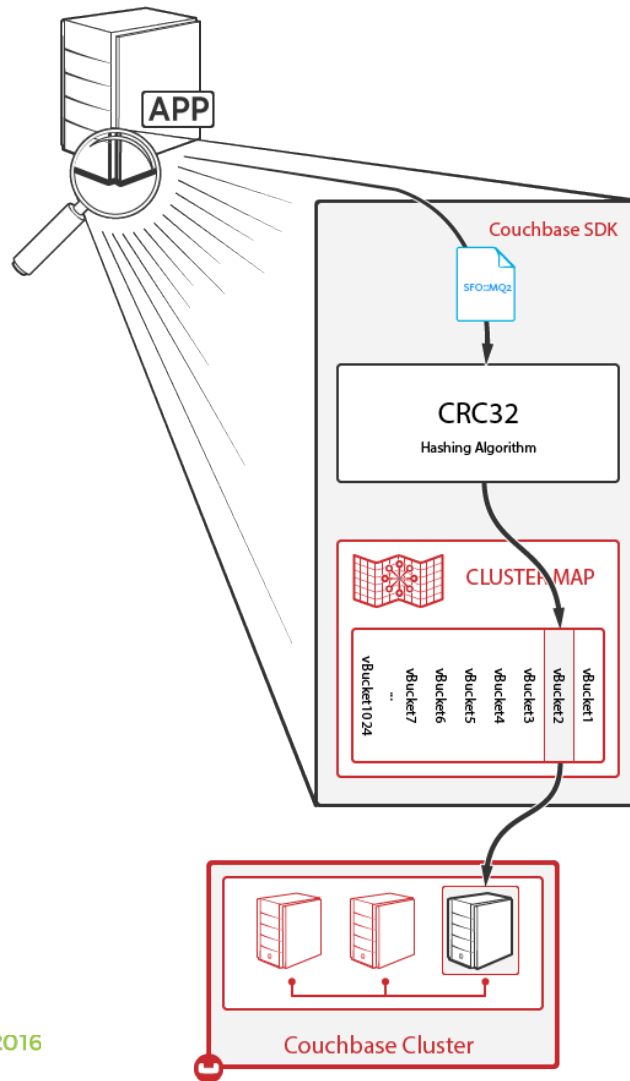 APP
Couchbase SDK
SFO::MQ2
CRC32
Hashing Algorithm
CLUSTER MAP
vBucket1
vBucket2
vBucket3
vBucket4
vBucket5
vBucket6
vBucket7
...
vBucket1024
Couchbase Cluster
2016